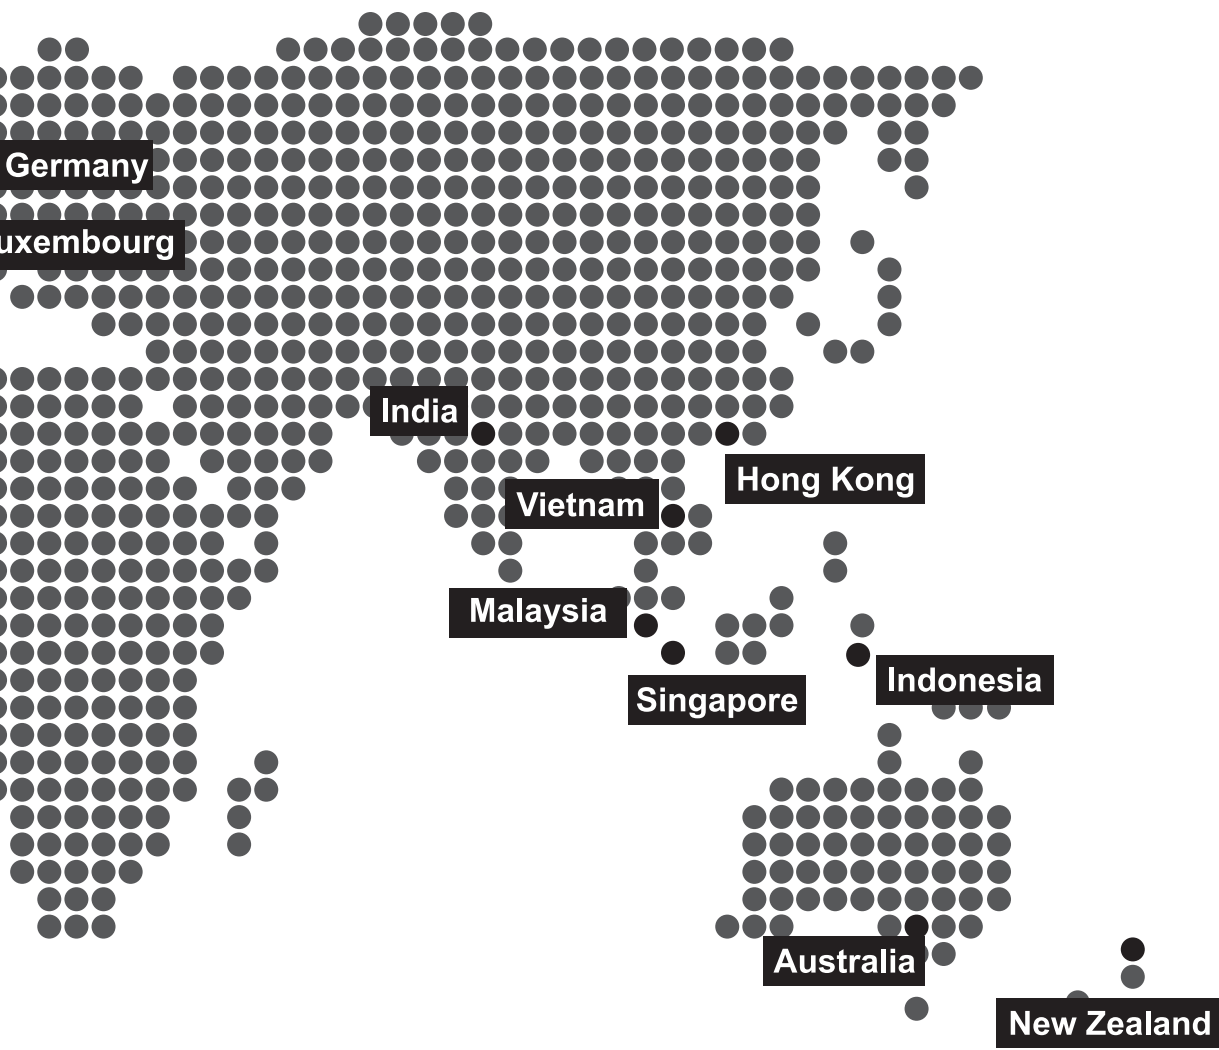 Germany
uxembourg
India
Hong Kong
Vietnam
Malaysia
Indonesia
Singapore
Australia
New Zealand